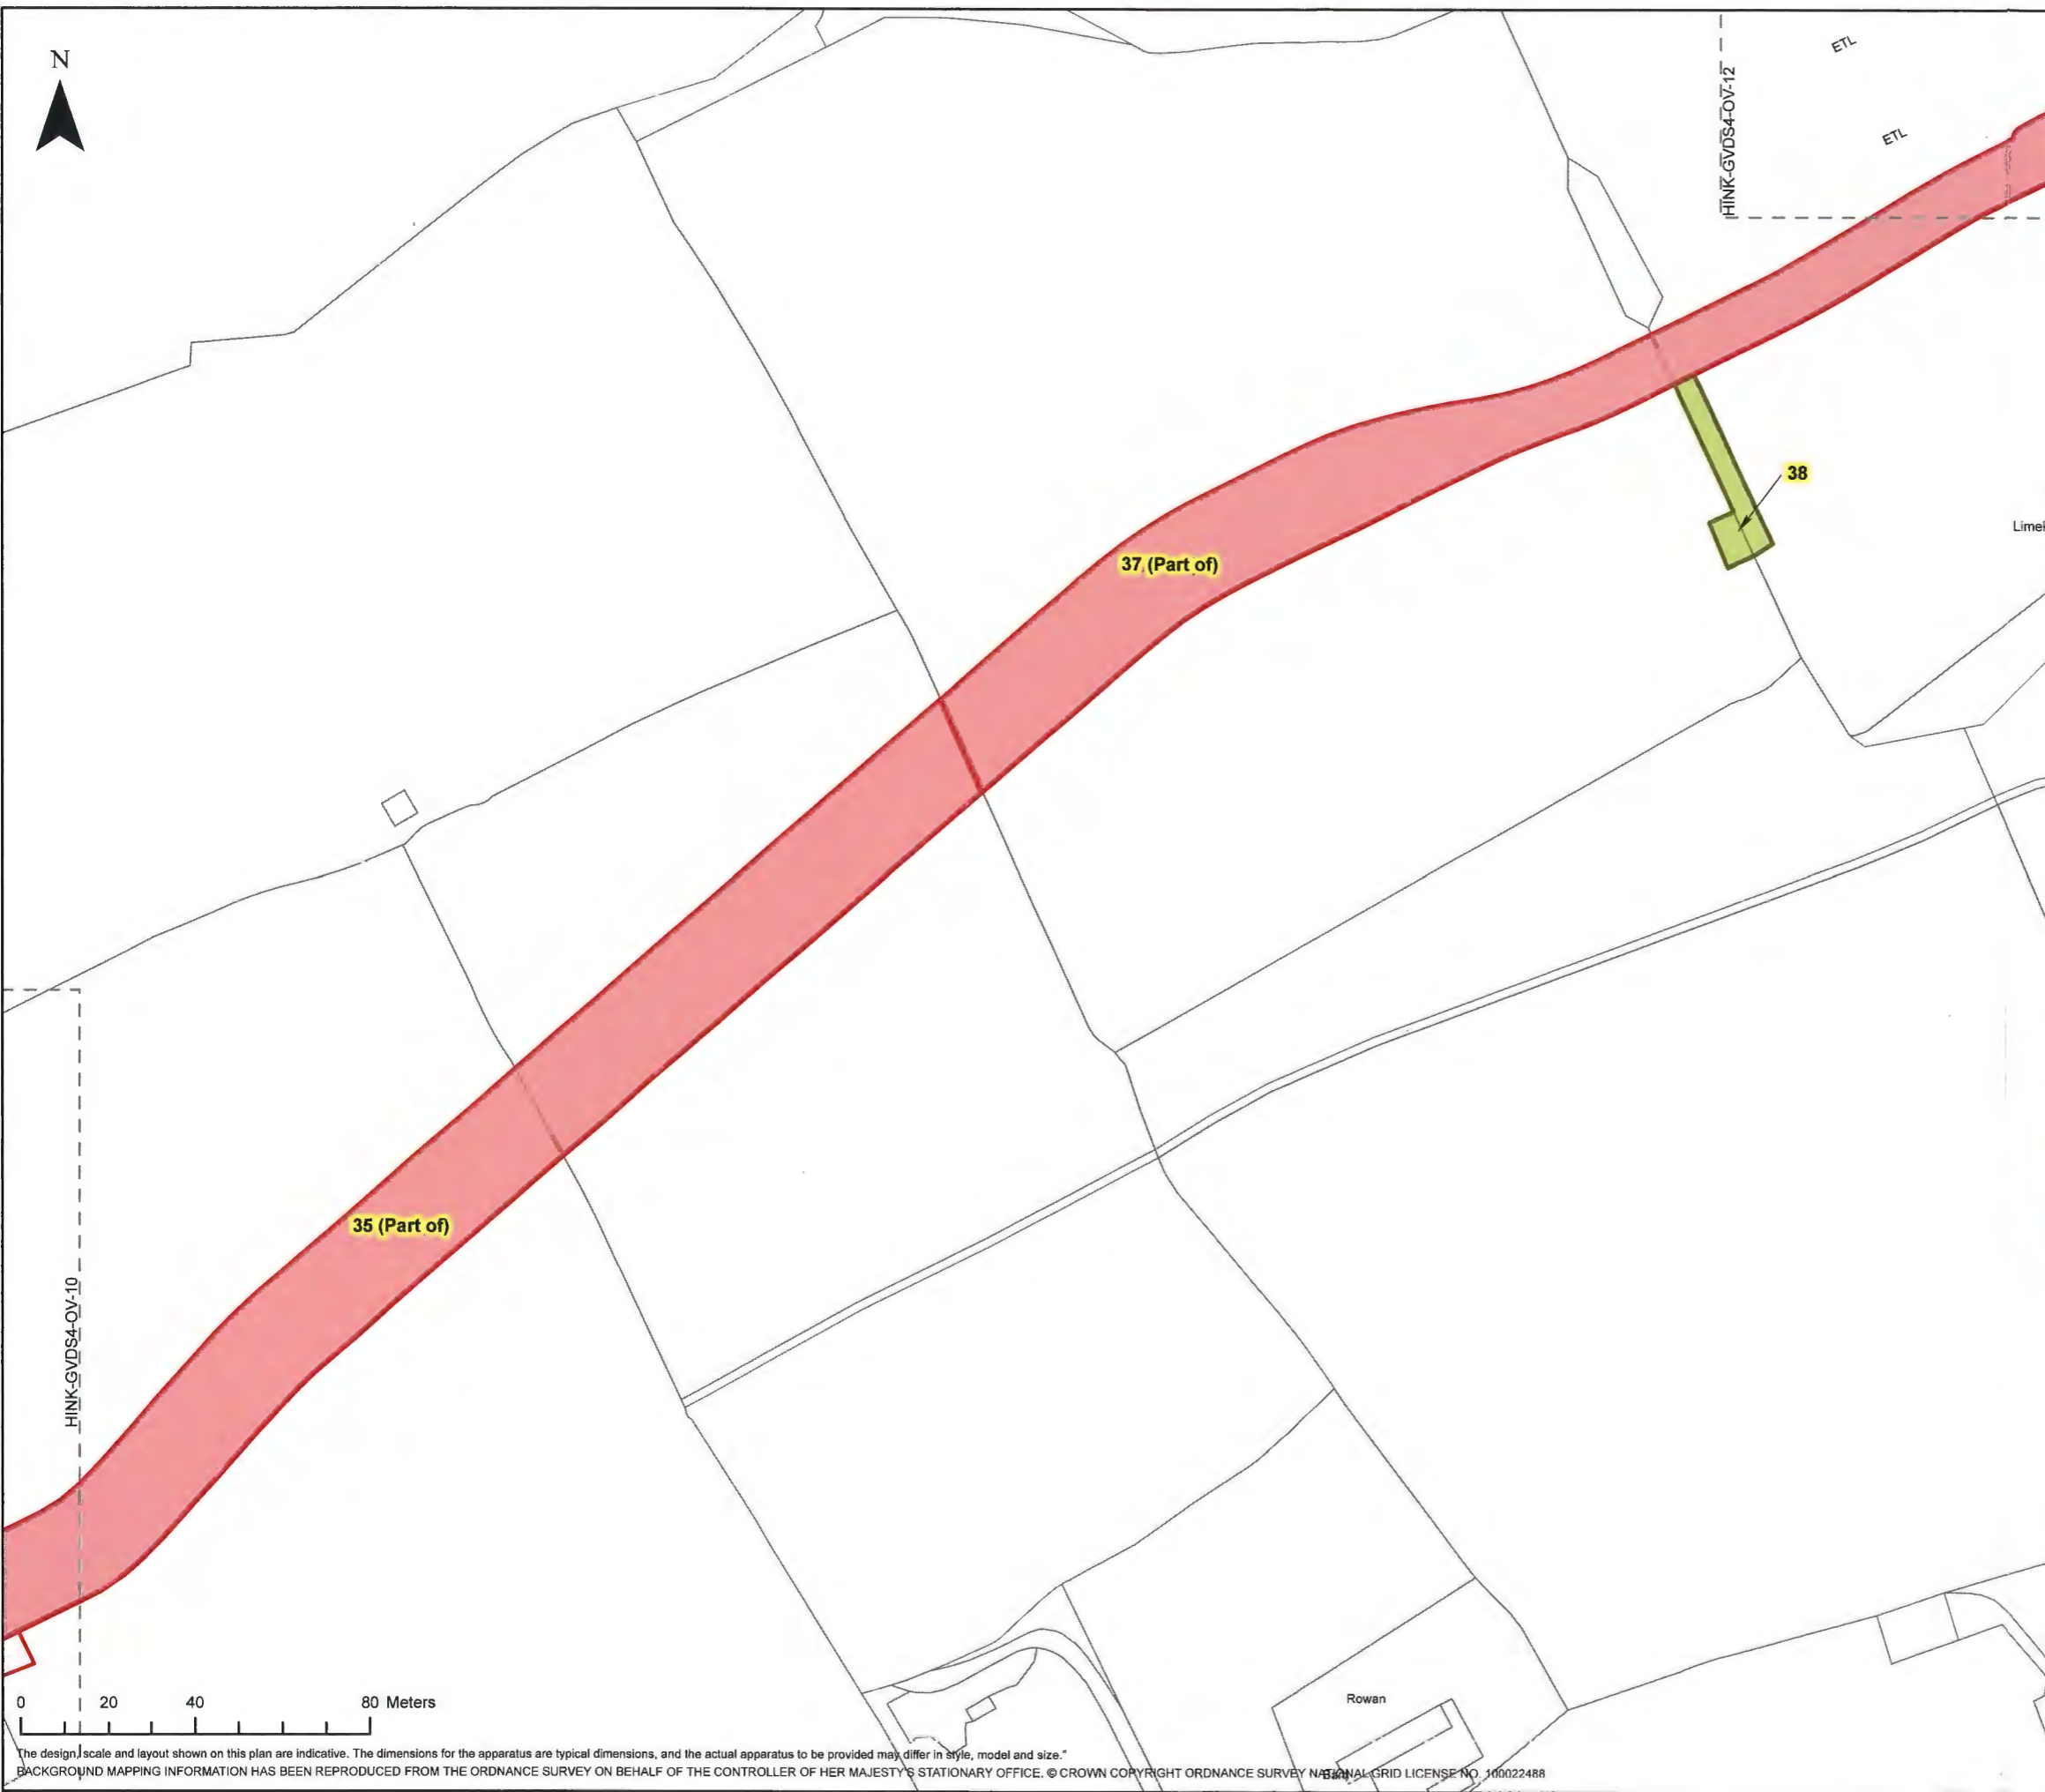 N
ETL
HINK-GVDS4-OV-12
ETL
38
Limel
37 (Part of)
35 (Part of)
HINK-GVDS4-OV-10
Rowan
0 20 40 80 Meters
The design, scale and layout shown on this plan are indicative. The dimensions for the apparatus are typical dimensions, and the actual apparatus to be provided may differ in style, model and size."
BACKGROUND MAPPING INFORMATION HAS BEEN REPRODUCED FROM THE ORDNANCE SURVEY ON BEHALF OF THE CONTROLLER OF HER MAJESTY'S STATIONARY OFFICE. © CROWN COPYRIGHT ORDNANCE SURVEY NATIONAL GRID LICENSE NO. 100022488